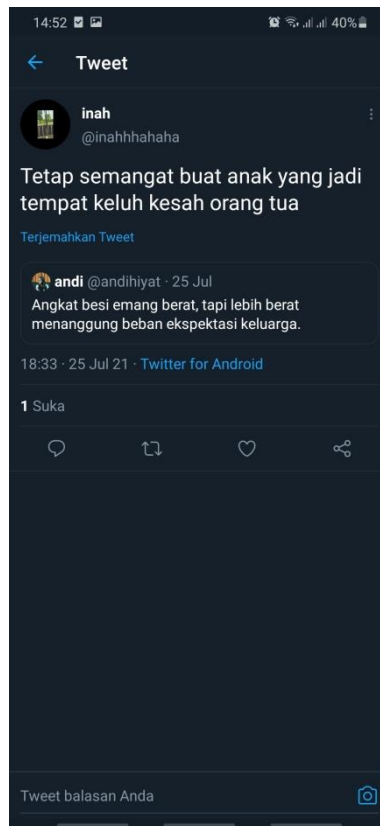 14:52 40%
Tweet
inah
@inahhhahaha
Tetap semangat buat anak yang jadi
tempat keluh kesah orang tua
Terjemahkan Tweet
andi @andihiyat · 25 Jul
Angkat besi emang berat, tapi lebih berat
menanggung beban ekspektasi keluarga.
18:33 · 25 Jul 21 · Twitter for Android
1 Suka
Tweet balasan Anda